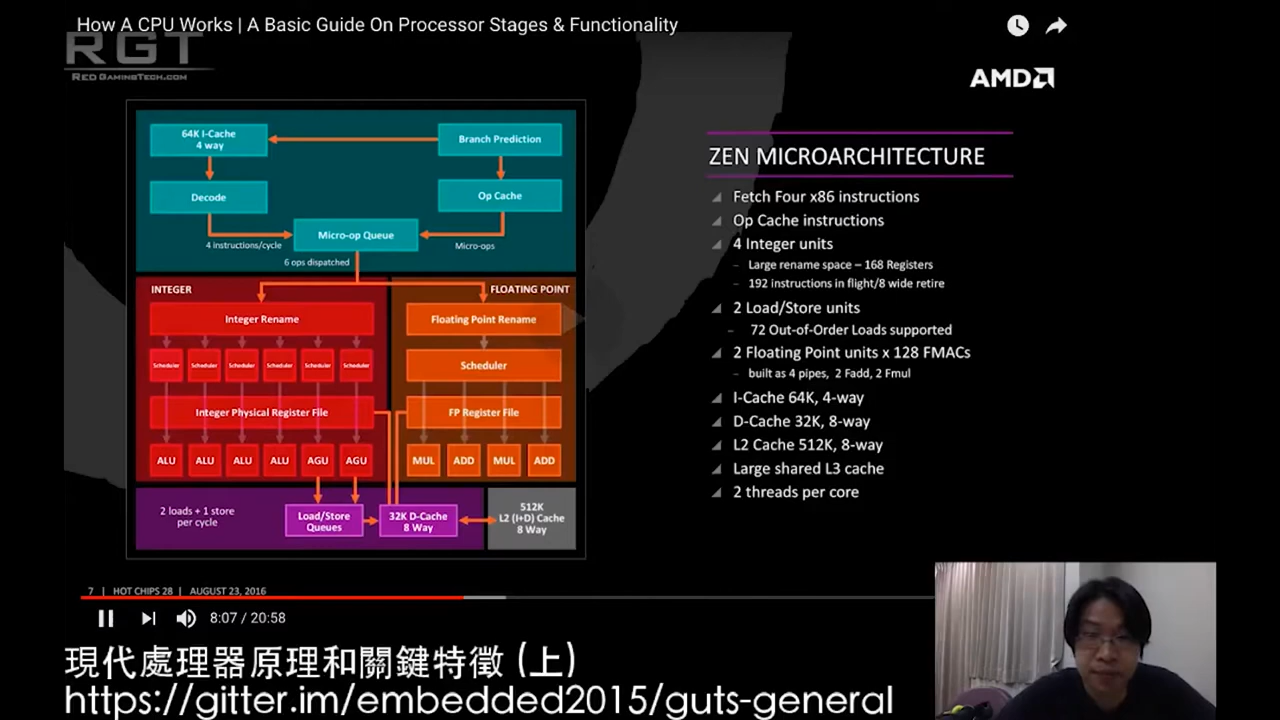 How A CPU Works | A Basic Guide On Processor Stages & Functionality
RGT
RED GAMINGTECH.COM
AMD
64K I-Cache
4 way
Branch Prediction
Decode
Op Cache
Micro-op Queue
4 instructions/cycle
Micro-ops
6 ops dispatched
INTEGER
FLOATING POINT
Integer Rename
Floating Point Rename
Scheduler
Scheduler
Scheduler
Scheduler
Scheduler
Scheduler
Scheduler
Integer Physical Register File
FP Register File
ALU
ALU
ALU
ALU
AGU
AGU
MUL
ADD
MUL
ADD
2 loads + 1 store
per cycle
Load/Store
Queues
32K D-Cache
8 Way
512K
L2 (I+D) Cache
8 Way
ZEN MICROARCHITECTURE
Fetch Four x86 instructions
Op Cache instructions
4 Integer units
– Large rename space – 168 Registers
– 192 instructions in flight/8 wide retire
2 Load/Store units
– 72 Out-of-Order Loads supported
2 Floating Point units x 128 FMACs
– built as 4 pipes, 2 Fadd, 2 Fmul
I-Cache 64K, 4-way
D-Cache 32K, 8-way
L2 Cache 512K, 8-way
Large shared L3 cache
2 threads per core
7 | HOT CHIPS 28 | AUGUST 23, 2016
8:07 / 20:58
現代處理器原理和關鍵特徵 (上)
https://gitter.im/embedded2015/guts-general